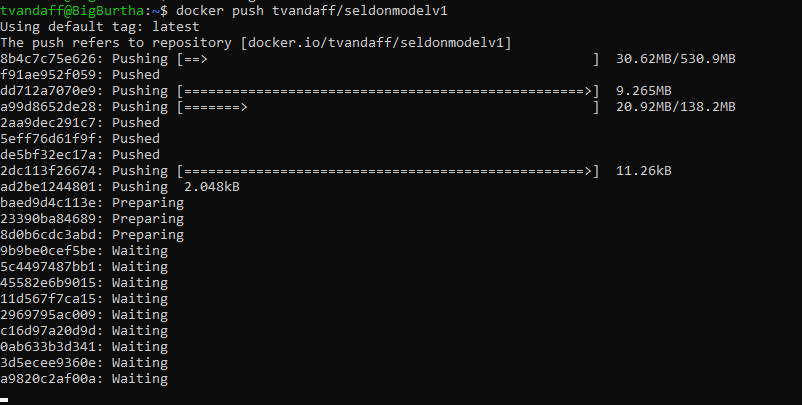 tvandaff@BigBurtha:~$ docker push tvandaff/seldonmodelv1
Using default tag: latest
The push refers to repository [docker.io/tvandaff/seldonmodelv1]
8b4c7c75e626: Pushing [==>                                                ]  30.62MB/530.9MB
f91ae952f059: Pushed
dd712a7070e9: Pushing [==================================================>]  9.265MB
a99d8652de28: Pushing [=======>                                           ]  20.92MB/138.2MB
2aa9dec291c7: Pushed
5eff76d61f9f: Pushed
de5bf32ec17a: Pushed
2dc113f26674: Pushing [==================================================>]  11.26kB
ad2be1244801: Pushing  2.048kB
baed9d4c113e: Preparing
23390ba84689: Preparing
8d0b6cdc3abd: Preparing
9b9be0cef5be: Waiting
5c4497487bb1: Waiting
45582e6b9015: Waiting
11d567f7ca15: Waiting
2969795ac009: Waiting
c16d97a20d9d: Waiting
0ab633b3d341: Waiting
3d5ecee9360e: Waiting
a9820c2af00a: Waiting